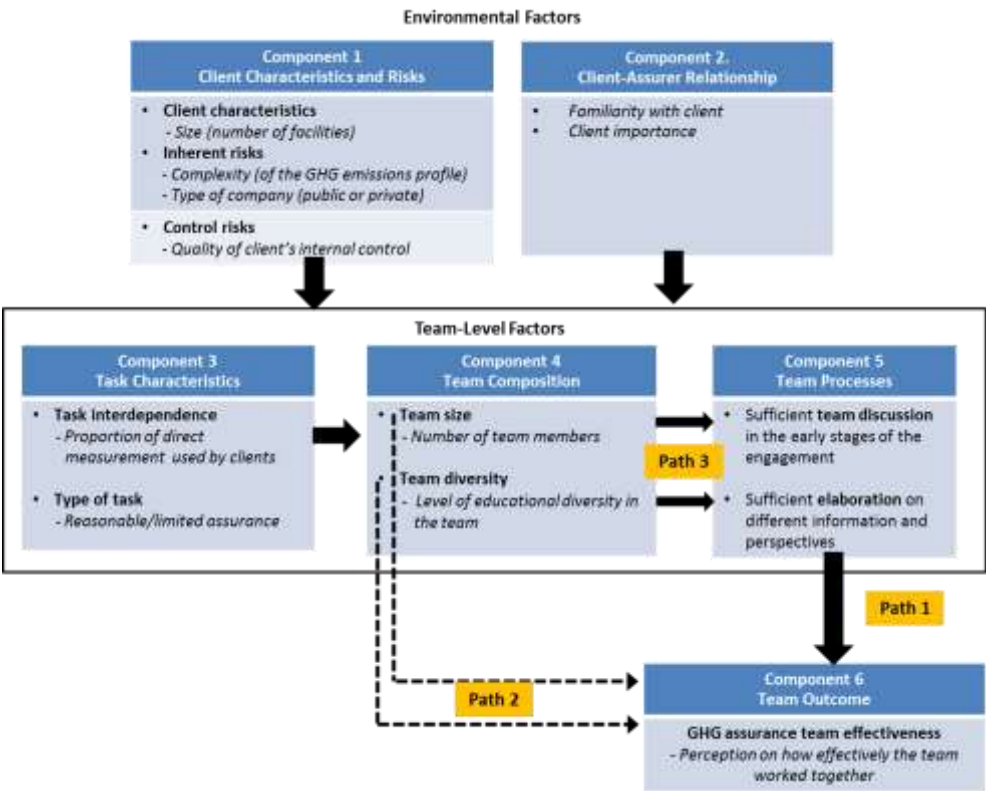 Environmental Factors
Component 1
Client Characteristics and Risks
• Client characteristics
- Size (number of facilities)
• Inherent risks
- Complexity (of the GHG emissions profile)
- Type of company (public or private)
• Control risks
- Quality of client's internal control
Component 2.
Client-Assurer Relationship
• Familiarity with client
• Client importance
Team-Level Factors
Component 3
Task Characteristics
• Task interdependence
- Proportion of direct
measurement used by clients
• Type of task
- Reasonable/limited assurance
Component 4
Team Composition
• Team size
- Number of team members
• Team diversity
- Level of educational diversity in
the team
Path 3
Component 5
Team Processes
• Sufficient team discussion
in the early stages of the
engagement
• Sufficient elaboration on
different information and
perspectives
Path 1
Path 2
Component 6
Team Outcome
GHG assurance team effectiveness
- Perception on how effectively the team
worked together